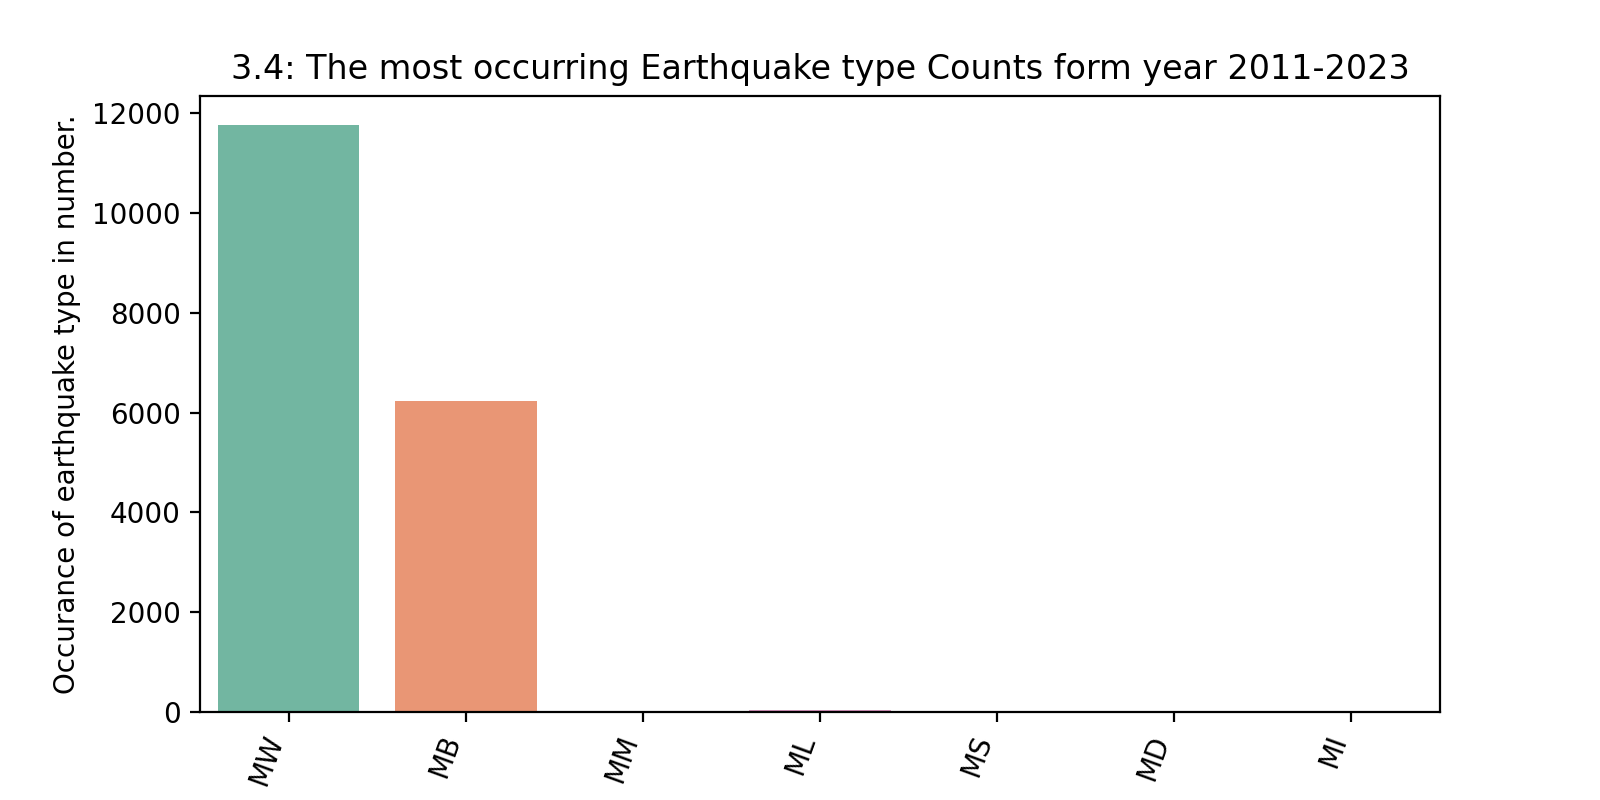 3.4: The most occurring Earthquake type Counts form year 2011-2023
Occurance of earthquake type in number.
12000
10000
8000
6000
4000
2000
0
MW
MB
MM
ML
MS
MD
MI